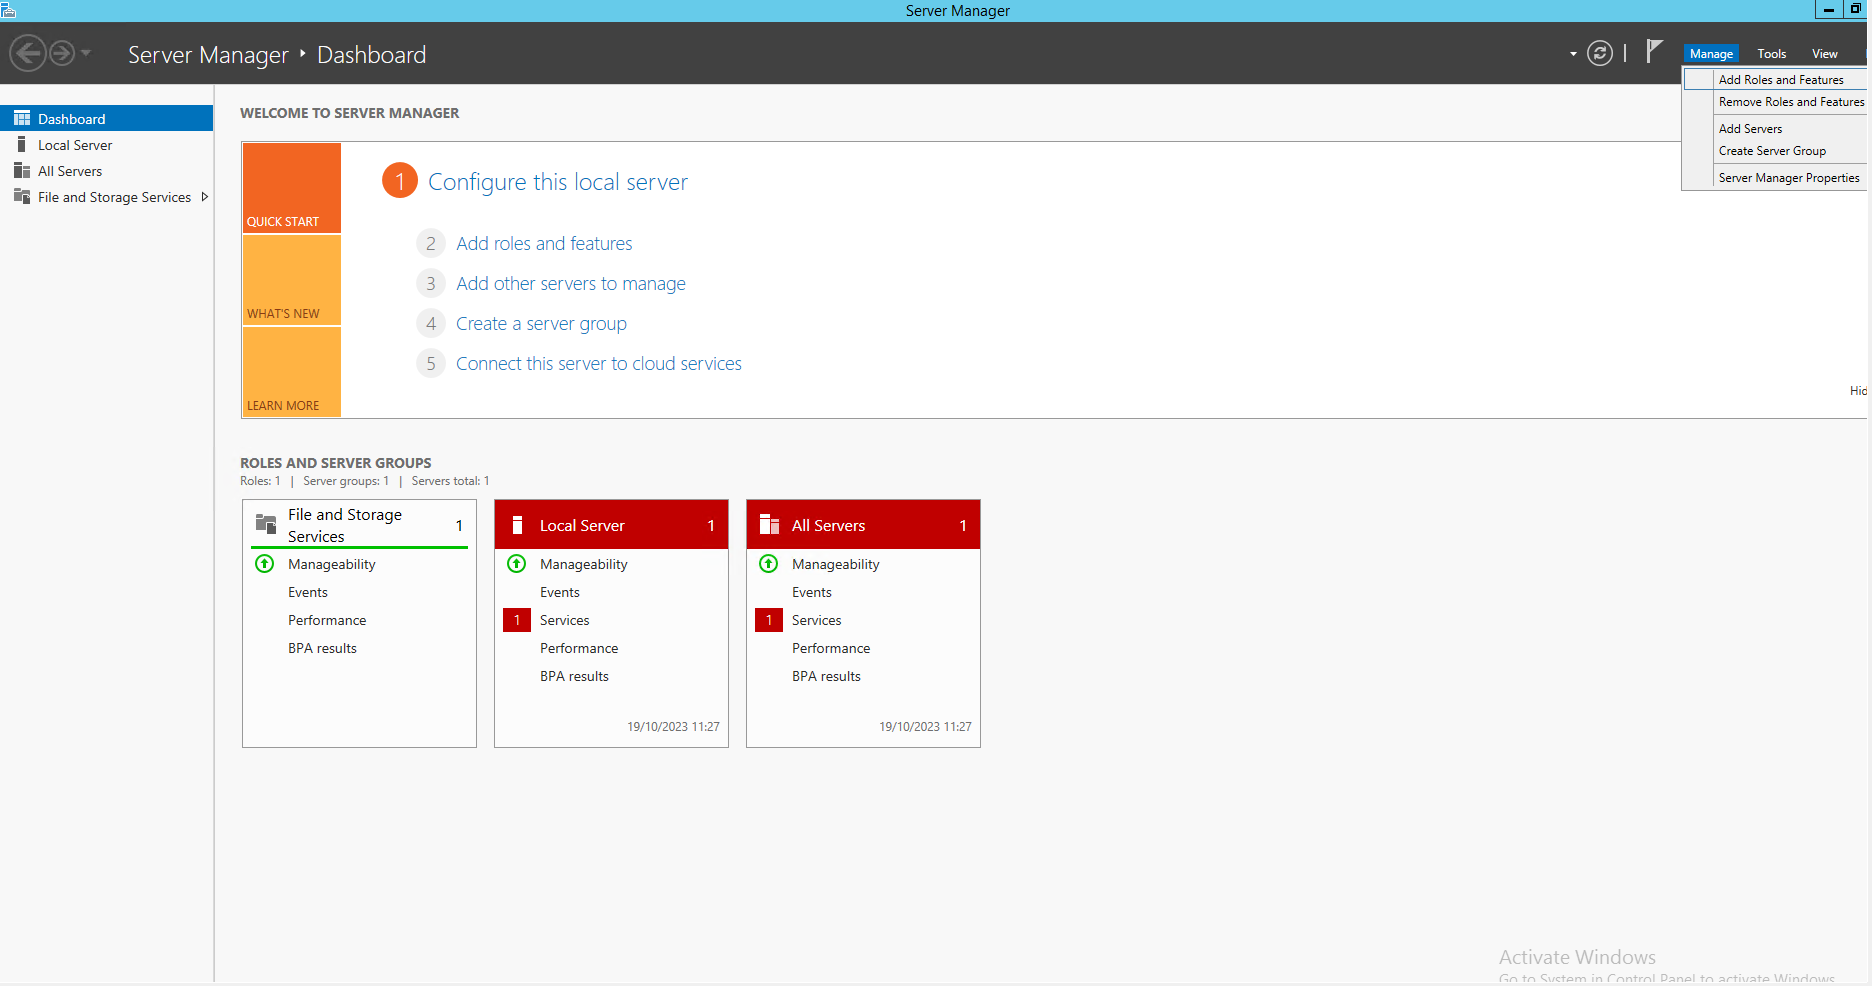 Server Manager
Server Manager ‣ Dashboard
Manage Tools View
Add Roles and Features
Remove Roles and Features
Add Servers
Create Server Group
Server Manager Properties
Dashboard
Local Server
All Servers
File and Storage Services
WELCOME TO SERVER MANAGER
QUICK START
WHAT'S NEW
LEARN MORE
1 Configure this local server
2 Add roles and features
3 Add other servers to manage
4 Create a server group
5 Connect this server to cloud services
Hid
ROLES AND SERVER GROUPS
Roles: 1 | Server groups: 1 | Servers total: 1
File and Storage
Services 1
Manageability
Events
Performance
BPA results
Local Server 1
Manageability
Events
1 Services
Performance
BPA results
19/10/2023 11:27
All Servers 1
Manageability
Events
1 Services
Performance
BPA results
19/10/2023 11:27
Activate Windows
Go to System in Control Panel to activate Windows.